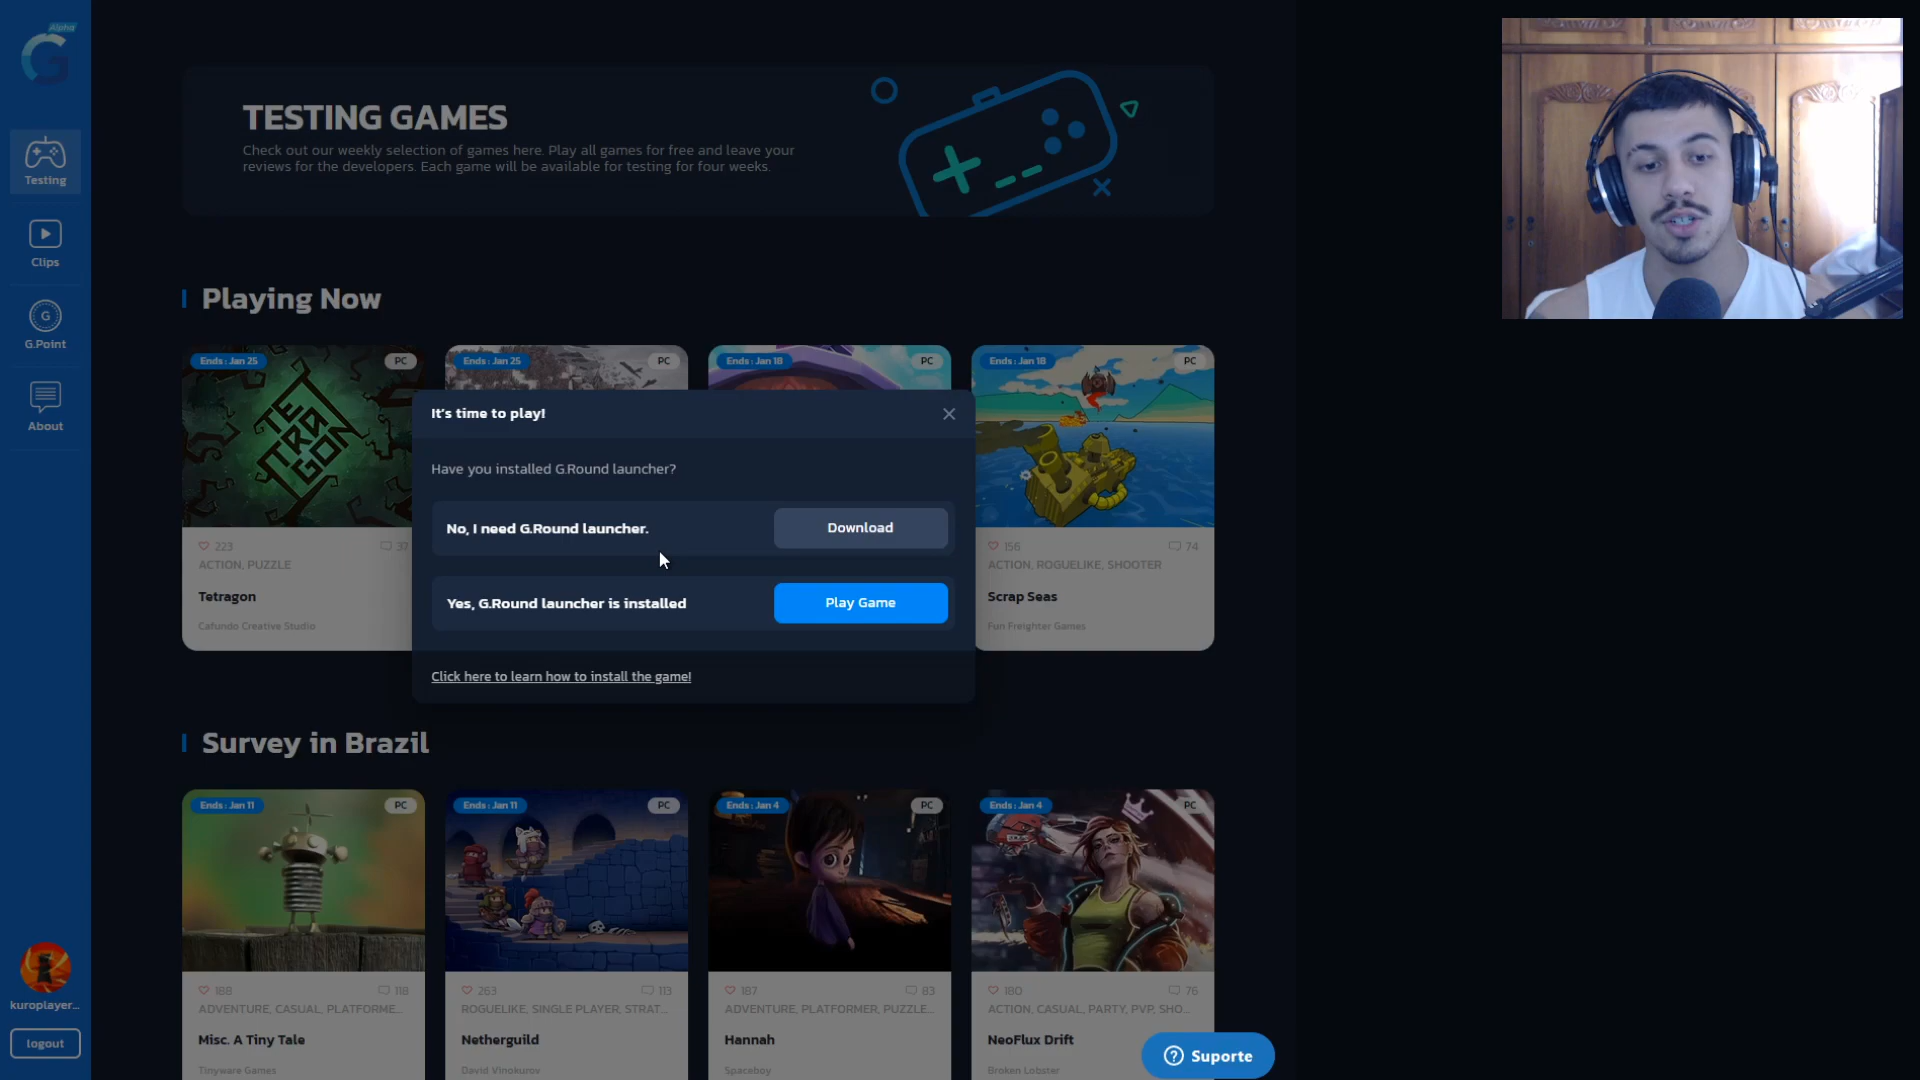 Alpha
G
Testing
Clips
G
G.Point
About
kuroplayer...
logout
TESTING GAMES
Check out our weekly selection of games here. Play all games for free and leave your
reviews for the developers. Each game will be available for testing for four weeks.
Playing Now
Ends : Jan 25
PC
Ends : Jan 25
PC
Ends : Jan 18
PC
Ends : Jan 18
PC
TETRAGON
223
37
ACTION, PUZZLE
Tetragon
Cafundo Creative Studio
156
74
ACTION, ROGUELIKE, SHOOTER
Scrap Seas
Fun Freighter Games
It's time to play!
Have you installed G.Round launcher?
No, I need G.Round launcher.
Download
Yes, G.Round launcher is installed
Play Game
Click here to learn how to install the game!
Survey in Brazil
Ends : Jan 11
PC
Ends : Jan 11
PC
Ends : Jan 4
PC
Ends : Jan 4
PC
188
118
ADVENTURE, CASUAL, PLATFORME...
Misc. A Tiny Tale
Tinyware Games
263
113
ROGUELIKE, SINGLE PLAYER, STRAT...
Netherguild
David Vinokurov
187
83
ADVENTURE, PLATFORMER, PUZZLE...
Hannah
Spaceboy
180
76
ACTION, CASUAL, PARTY, PVP, SHO...
NeoFlux Drift
Broken Lobster
Suporte